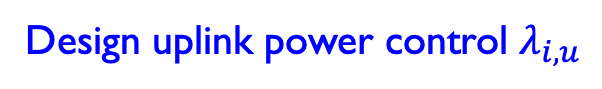 Design uplink power control λ_{i,u}